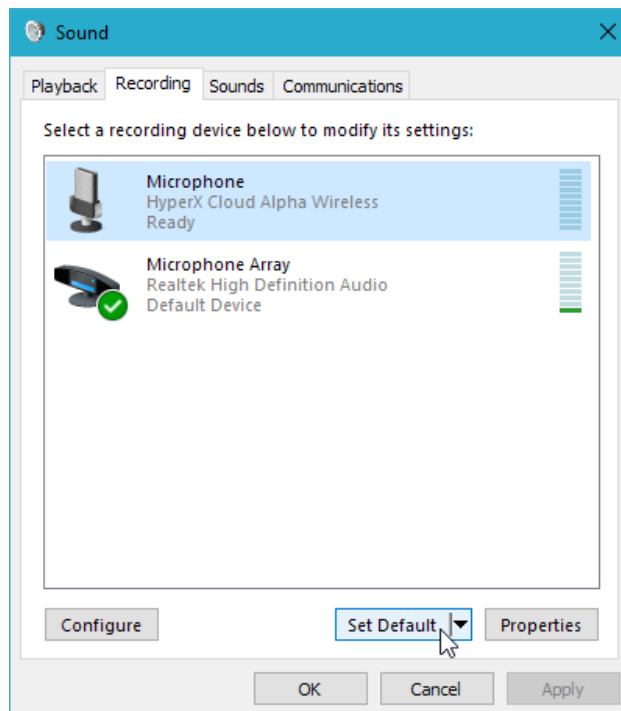 Sound
Playback Recording Sounds Communications
Select a recording device below to modify its settings:
Microphone
HyperX Cloud Alpha Wireless
Ready
Microphone Array
Realtek High Definition Audio
Default Device
Configure Set Default Properties
OK Cancel Apply